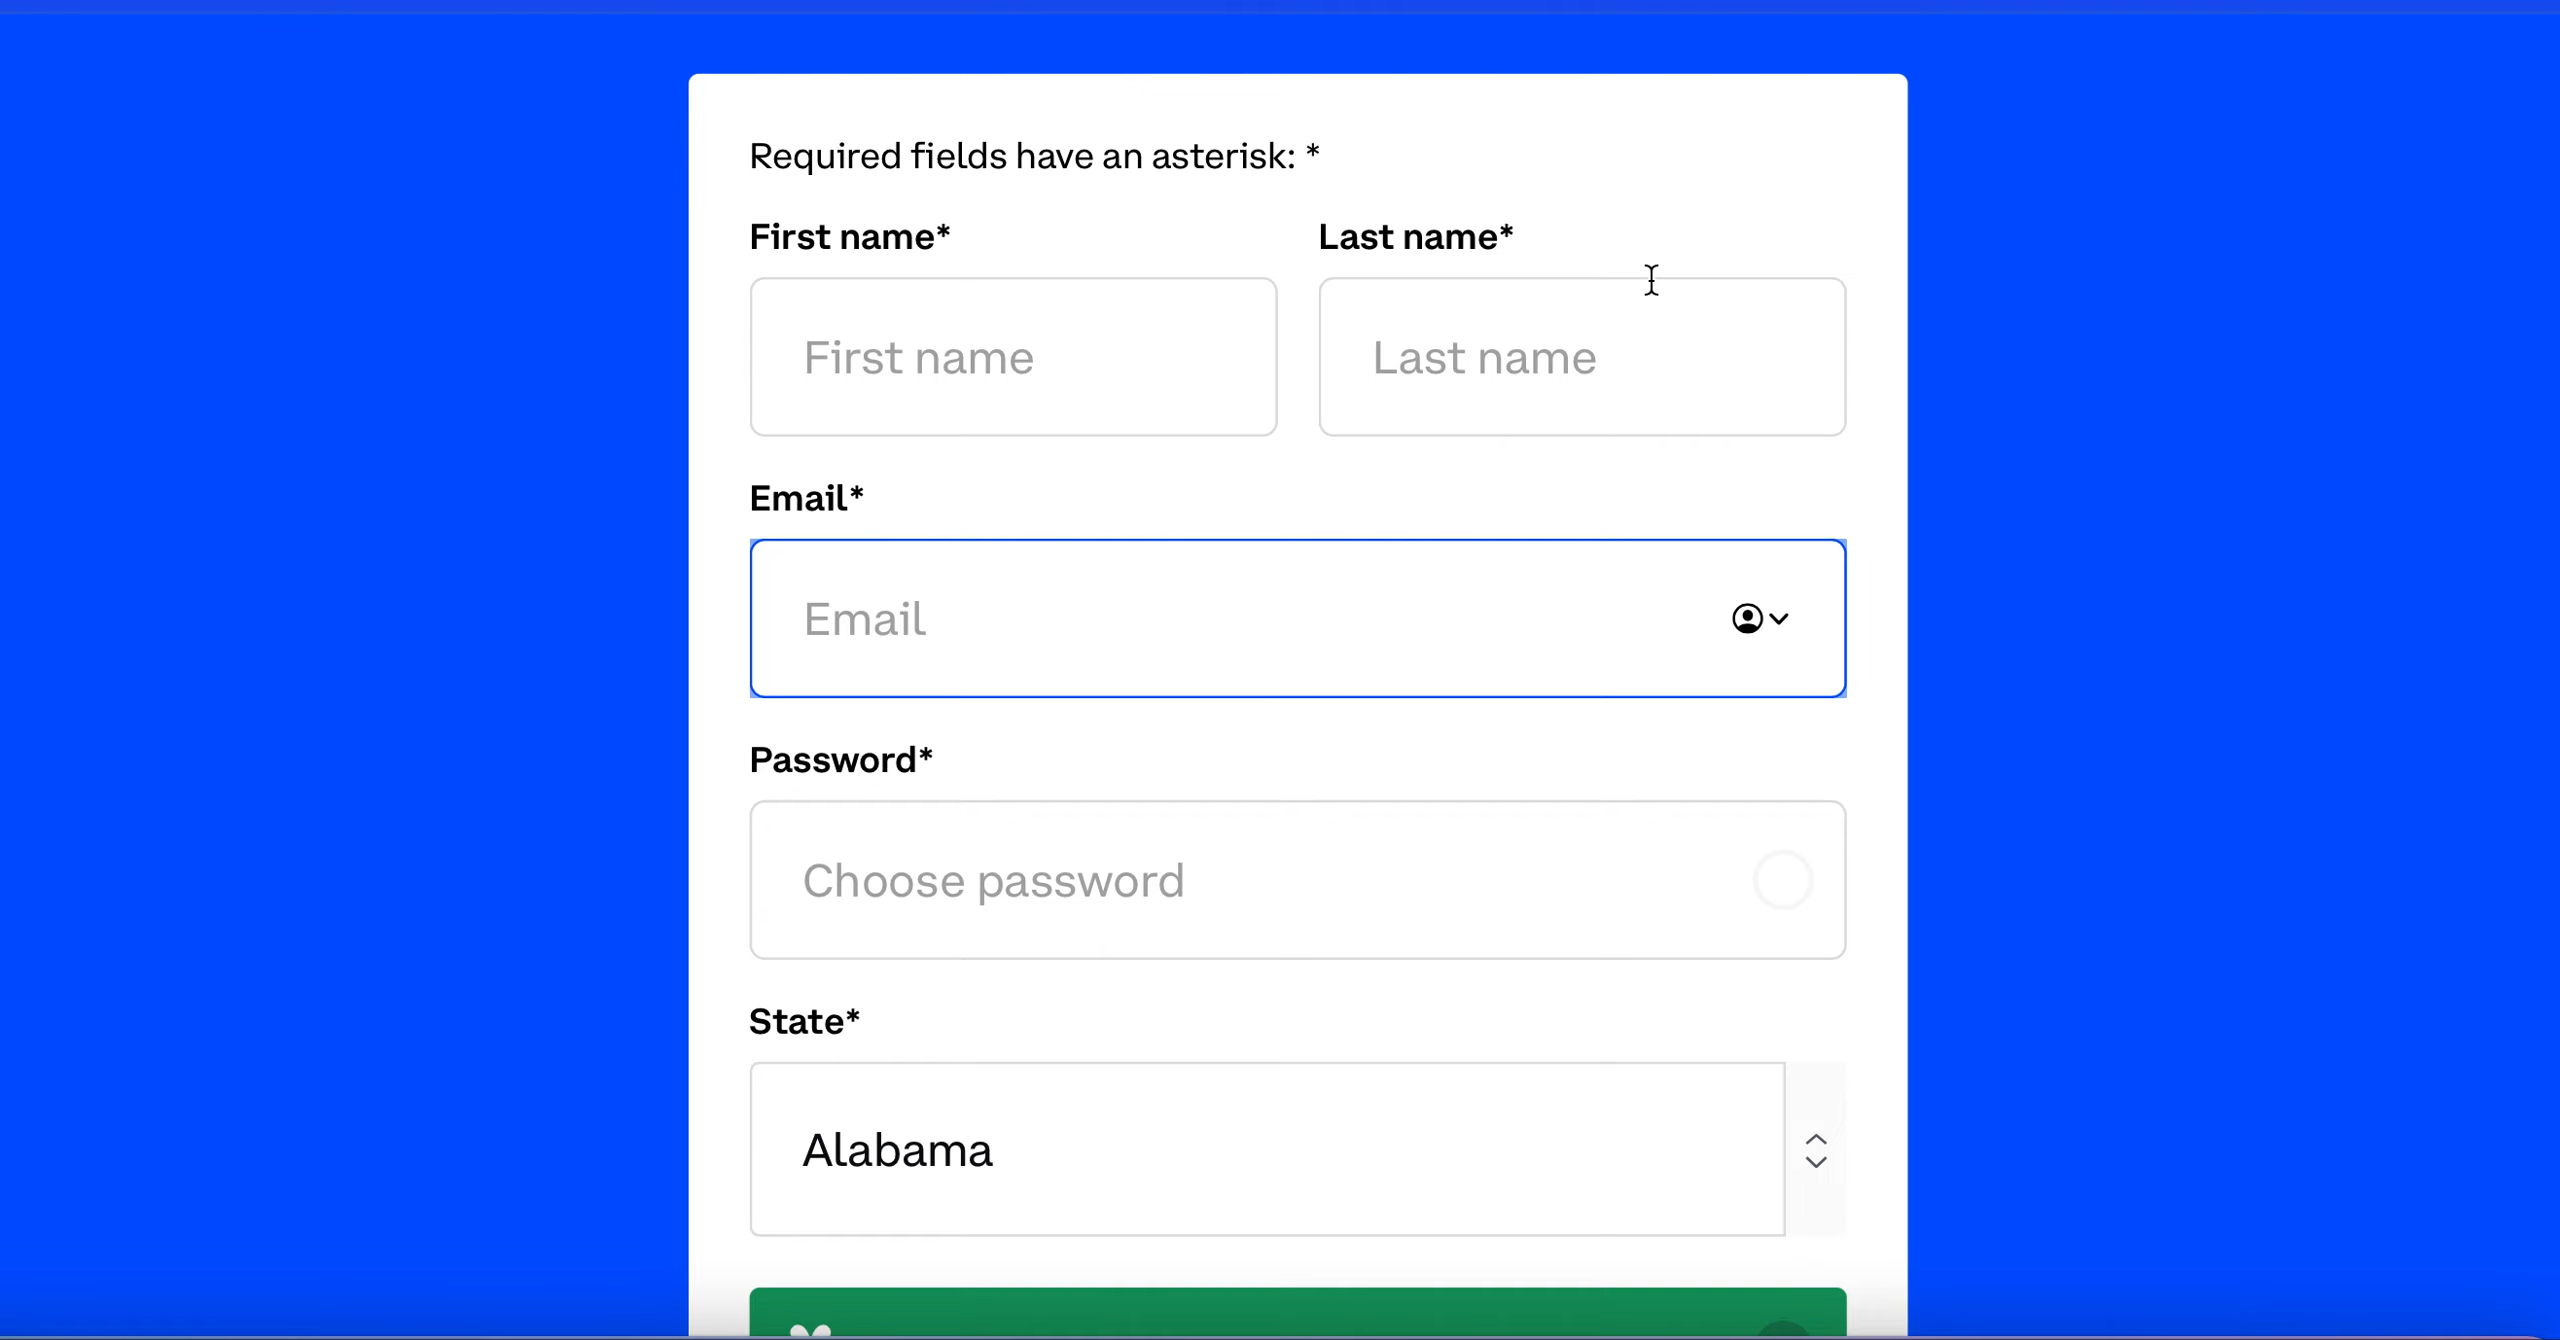 Required fields have an asterisk: *
First name* Last name*
First name Last name
Email*
Email
Password*
Choose password
State*
Alabama